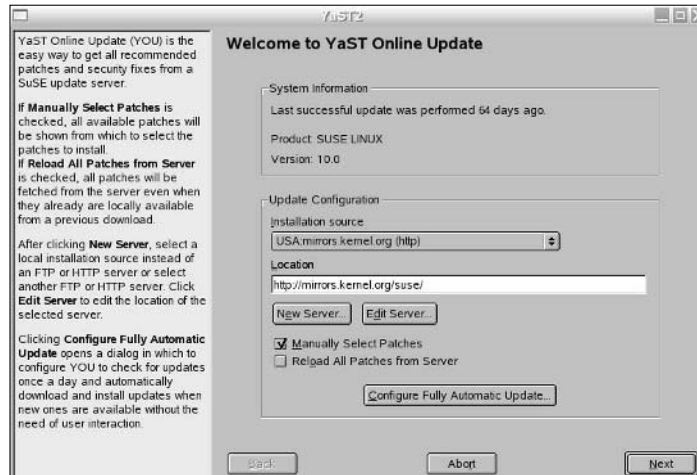 YaST2
YaST Online Update (YOU) is the
easy way to get all recommended
patches and security fixes from a
SuSE update server.
If Manually Select Patches is
checked, all available patches will
be shown from which to select the
patches to install.
If Reload All Patches from Server
is checked, all patches will be
fetched from the server even when
they already are locally available
from a previous download.
After clicking New Server, select a
local installation source instead of
an FTP or HTTP server or select
another FTP or HTTP server. Click
Edit Server to edit the location of the
selected server.
Clicking Configure Fully Automatic
Update opens a dialog in which to
configure YOU to check for updates
once a day and automatically
download and install updates when
new ones are available without the
need of user interaction.
Welcome to YaST Online Update
System Information
Last successful update was performed 64 days ago.
Product: SUSE LINUX
Version: 10.0
Update Configuration
Installation source
USA:mirrors.kernel.org (http)
Location
http://mirrors.kernel.org/suse/
New Server... Edit Server...
Manually Select Patches
Reload All Patches from Server
Configure Fully Automatic Update...
Back Abort Next